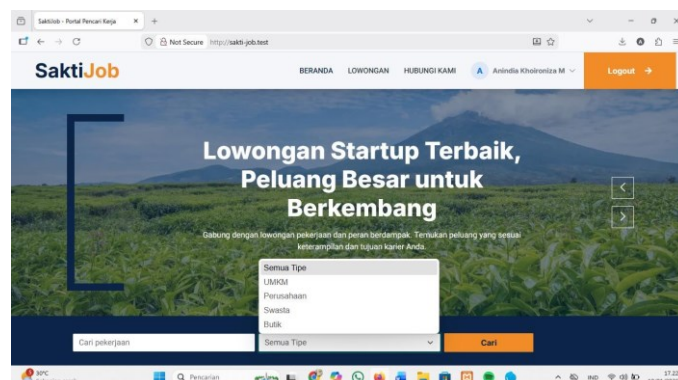 SaktiJob - Portal Pencari Kerja
Not Secure http://sakti-job.test
SaktiJob
BERANDA LOWONGAN HUBUNGI KAMI A Anindia Khoironiza M Logout
Lowongan Startup Terbaik,
Peluang Besar untuk
Berkembang
Gabung dengan lowongan pekerjaan dan peran berdampak. Temukan peluang yang sesuai
keterampilan dan tujuan karier Anda.
Semua Tipe
UMKM
Perusahaan
Swasta
Butik
Cari pekerjaan Semua Tipe Cari
30°C Pencarian IND 17.22